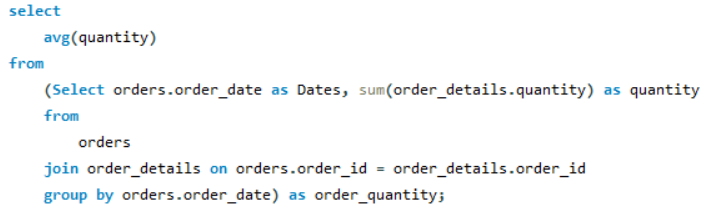 select
avg(quantity)
from
(Select orders.order_date as Dates, sum(order_details.quantity) as quantity
from
orders
join order_details on orders.order_id = order_details.order_id
group by orders.order_date) as order_quantity;